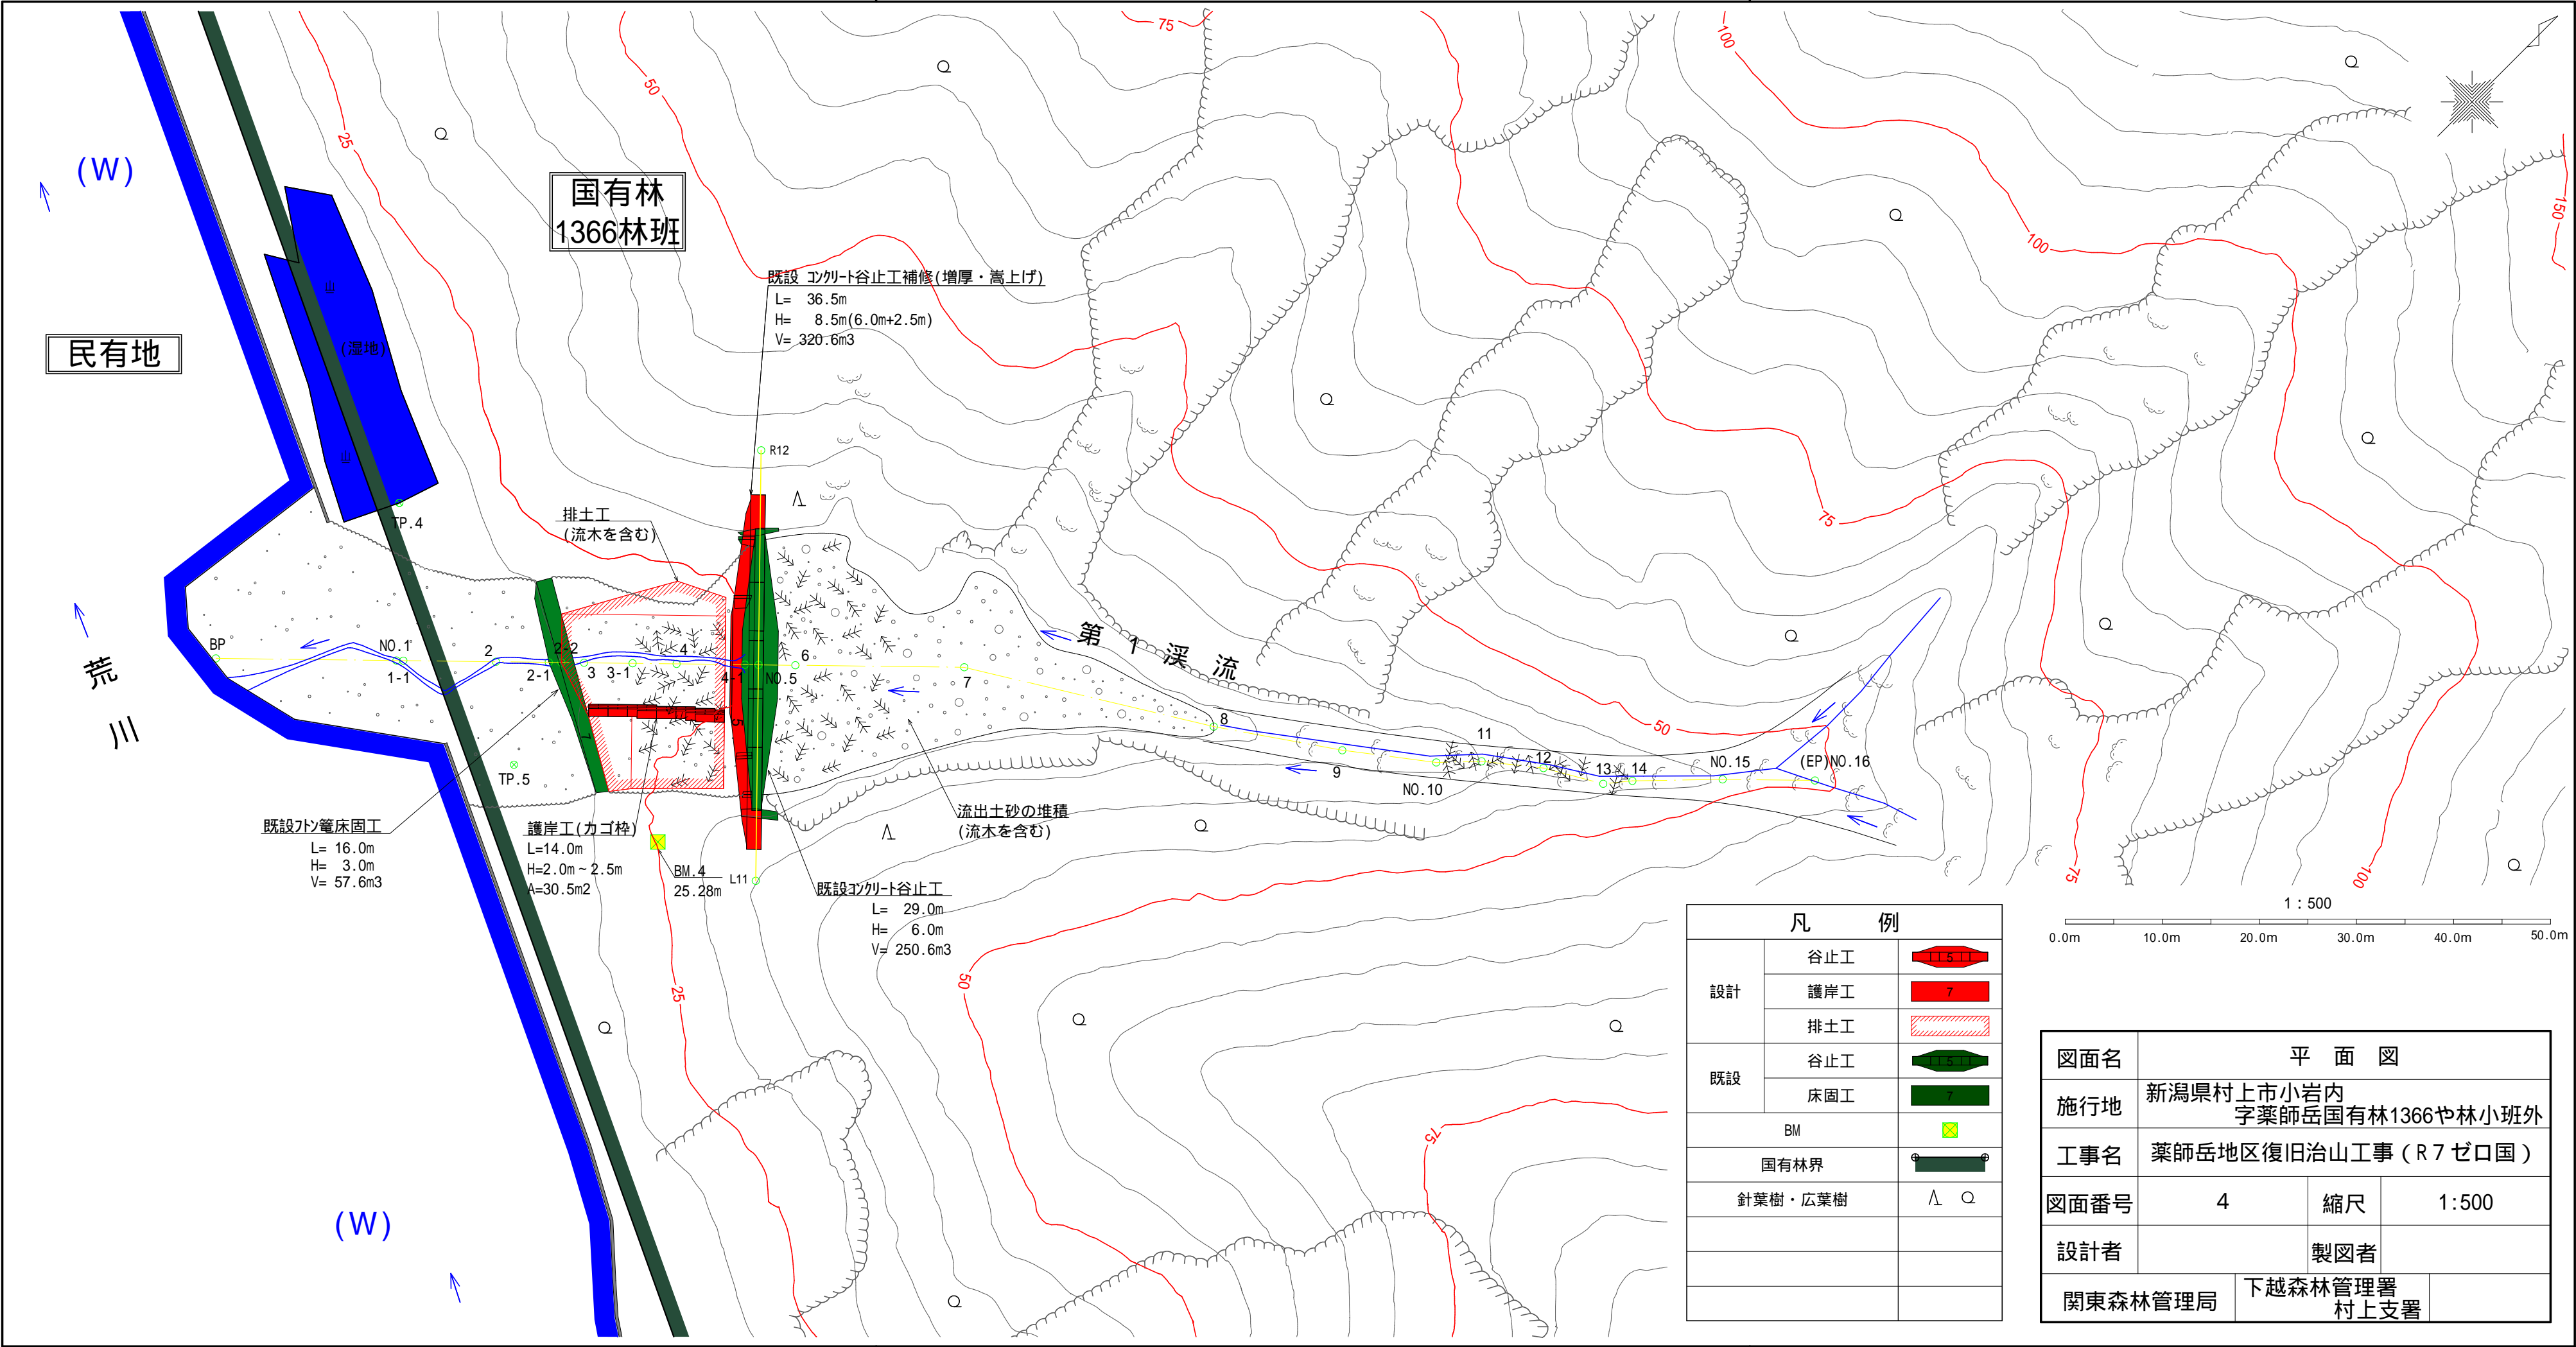 75
100
50
25
(W)
国有林
1366林班
150
100
既設 コンクリート谷止工補修(増厚・嵩上げ)
L= 36.5m
H= 8.5m(6.0m+2.5m)
V= 320.6m3
民有地
(湿地)
R12
TP.4
排土工
(流木を含む)
75
第1渓流
荒川
BP
NO.1
1-1
2
2-1
2-2
3
3-1
4
4-1
NO.5
5
6
7
7
8
9
NO.10
11
12
13
14
NO.15
(EP)NO.16
50
TP.5
既設フトン篭床固工
L= 16.0m
H= 3.0m
V= 57.6m3
護岸工(カゴ枠)
L=14.0m
H=2.0m~2.5m
A=30.5m2
BM.4
25.28m
L11
既設コンクリート谷止工
L= 29.0m
H= 6.0m
V= 250.6m3
流出土砂の堆積
(流木を含む)
75
100
25
50
75
(W)
1:500
0.0m 10.0m 20.0m 30.0m 40.0m 50.0m
凡 例
設計
谷止工 5
護岸工 7
排土工
既設
谷止工 5
床固工 7
BM
国有林界
針葉樹・広葉樹
図面名 平 面 図
施行地 新潟県村上市小岩内
字薬師岳国有林1366や林小班外
工事名 薬師岳地区復旧治山工事(R7ゼロ国)
図面番号 4 縮尺 1:500
設計者 製図者
関東森林管理局 下越森林管理署
村上支署